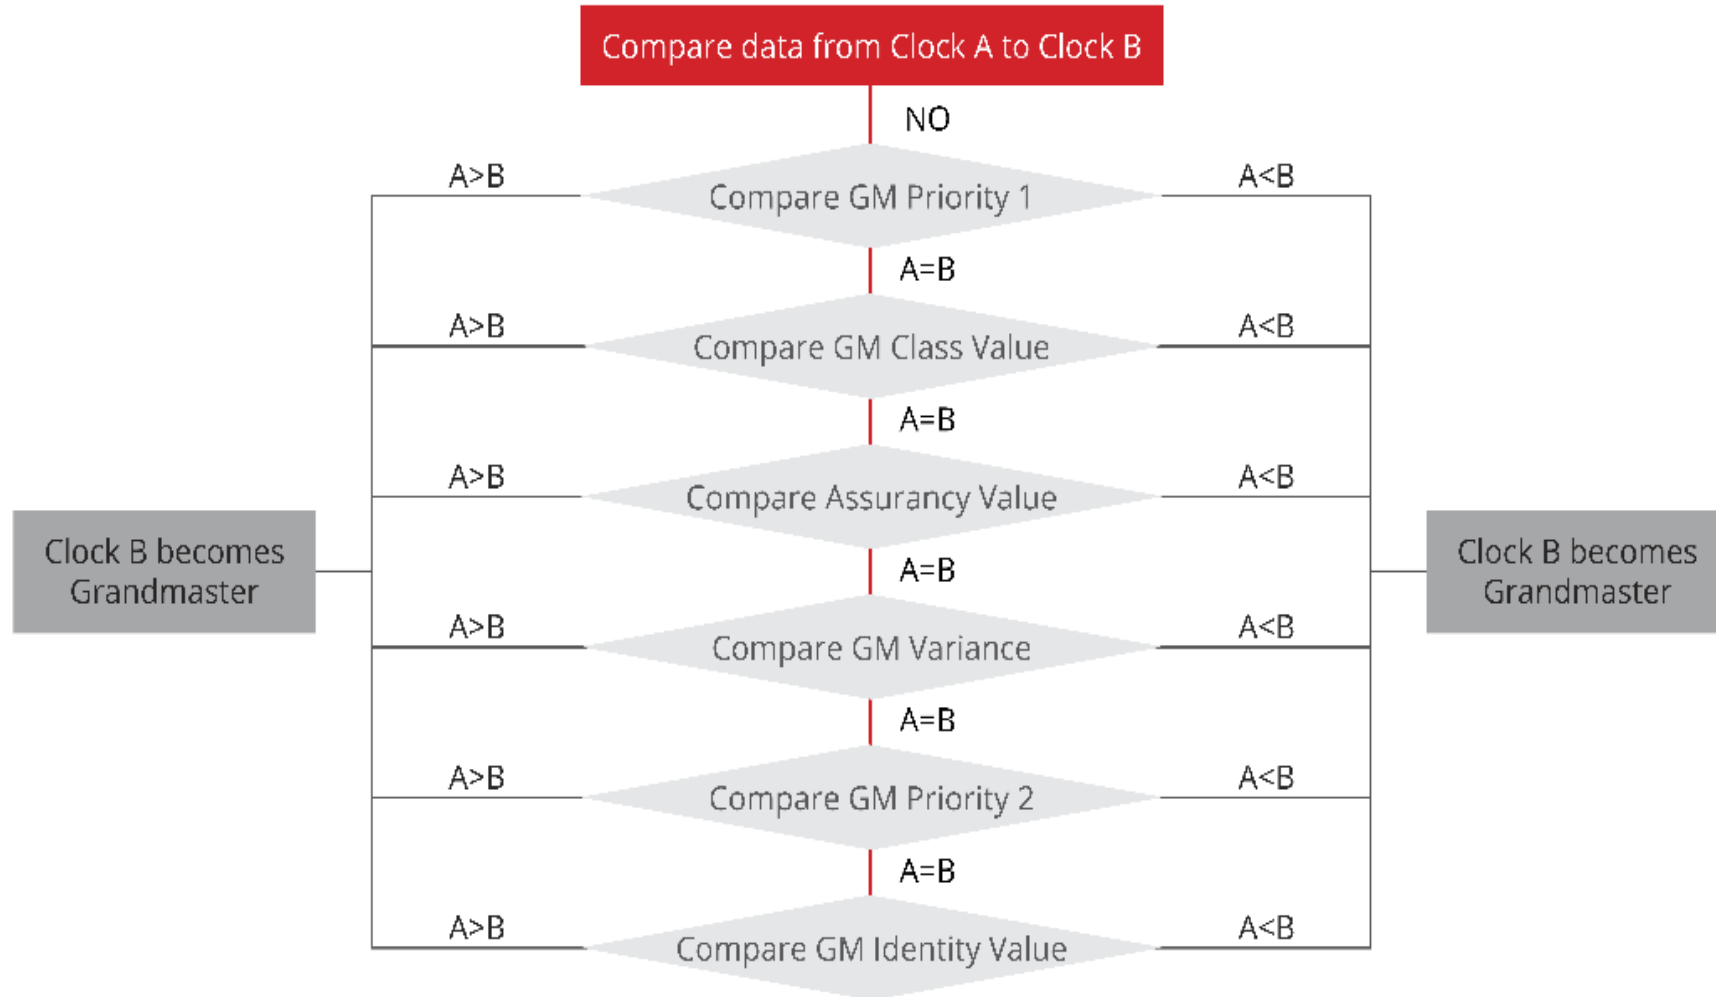 Compare data from Clock A to Clock B
NO
A>B
Compare GM Priority 1
A<B
A=B
A>B
Compare GM Class Value
A<B
A=B
A>B
Compare Assurancy Value
A<B
Clock B becomes
Grandmaster
A=B
Clock B becomes
Grandmaster
A>B
Compare GM Variance
A<B
A=B
A>B
Compare GM Priority 2
A<B
A=B
A>B
Compare GM Identity Value
A<B